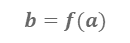 b = f(a)